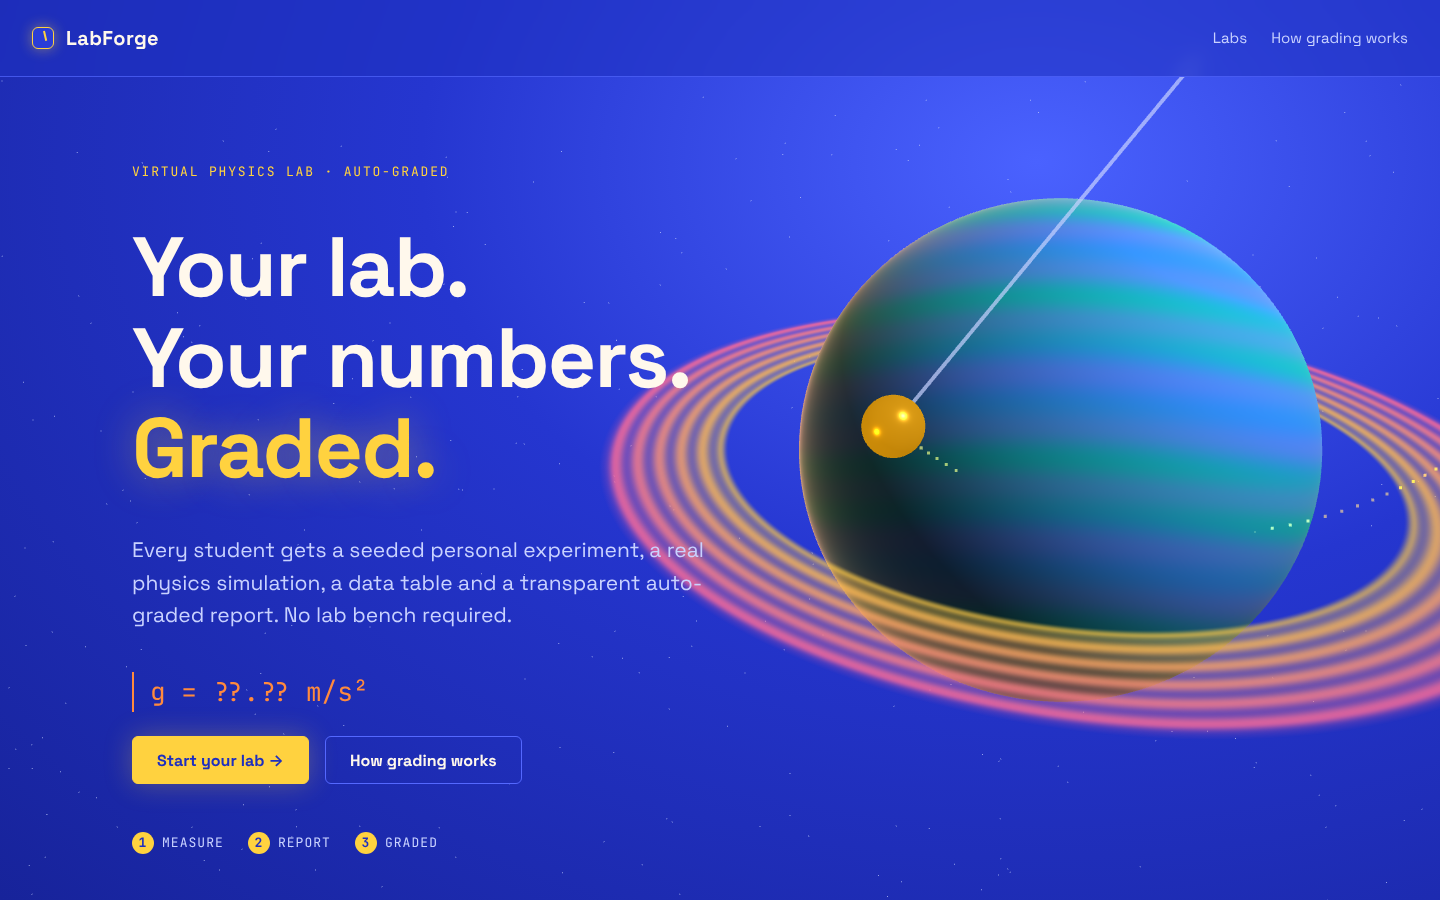 LabForge
Labs
How grading works
VIRTUAL PHYSICS LAB · AUTO-GRADED
Your lab.
Your numbers.
Graded.
Every student gets a seeded personal experiment, a real
physics simulation, a data table and a transparent auto-
graded report. No lab bench required.
g = ??.?? m/s²
Start your lab →
How grading works
1 MEASURE 2 REPORT 3 GRADED